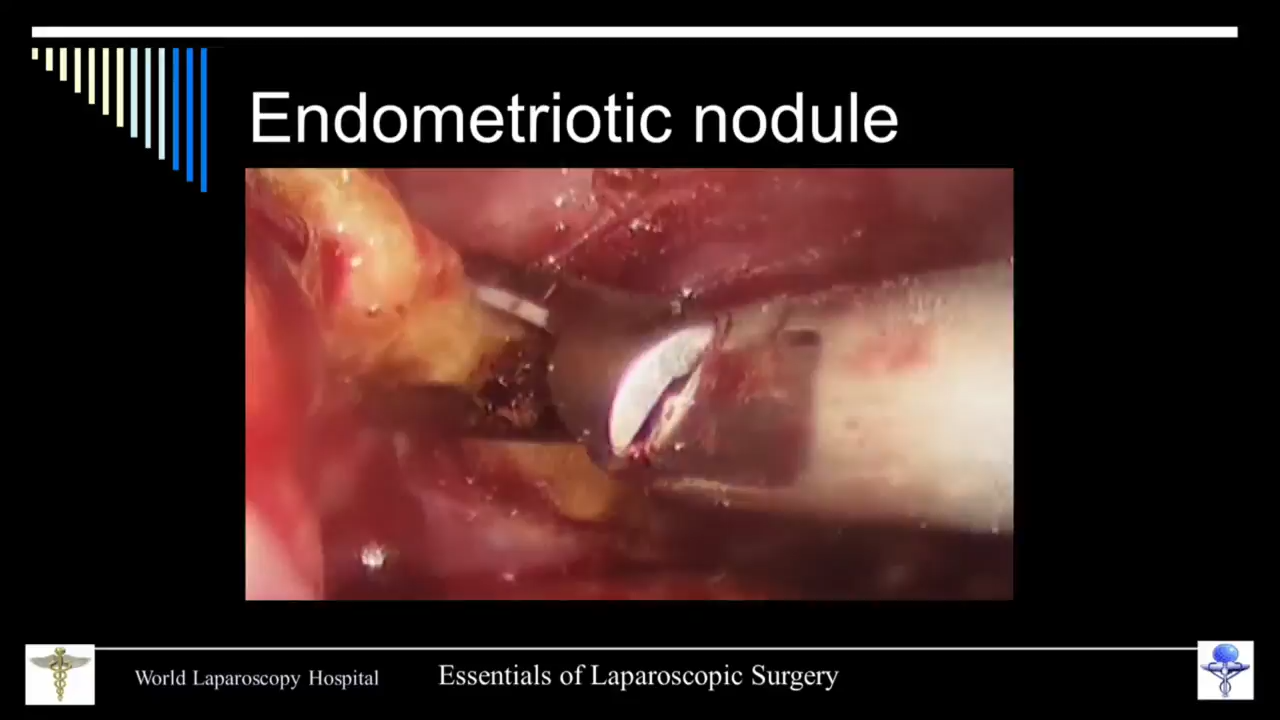 Endometriotic nodule
World Laparoscopy Hospital
Essentials of Laparoscopic Surgery